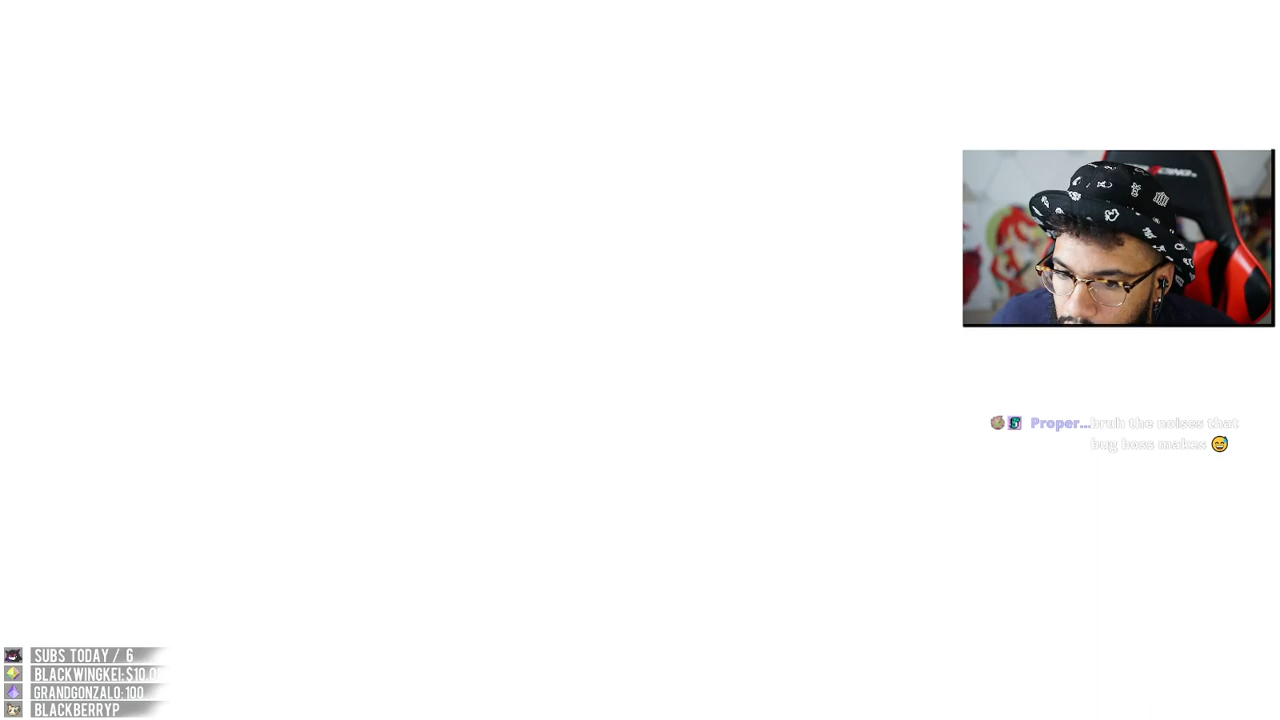 Proper...bruh the noises that
bug boss makes 😅
SUBS TODAY / 6
BLACKWINGKEI:$10.0
GRANDGONZALO:100
BLACKBERRYP